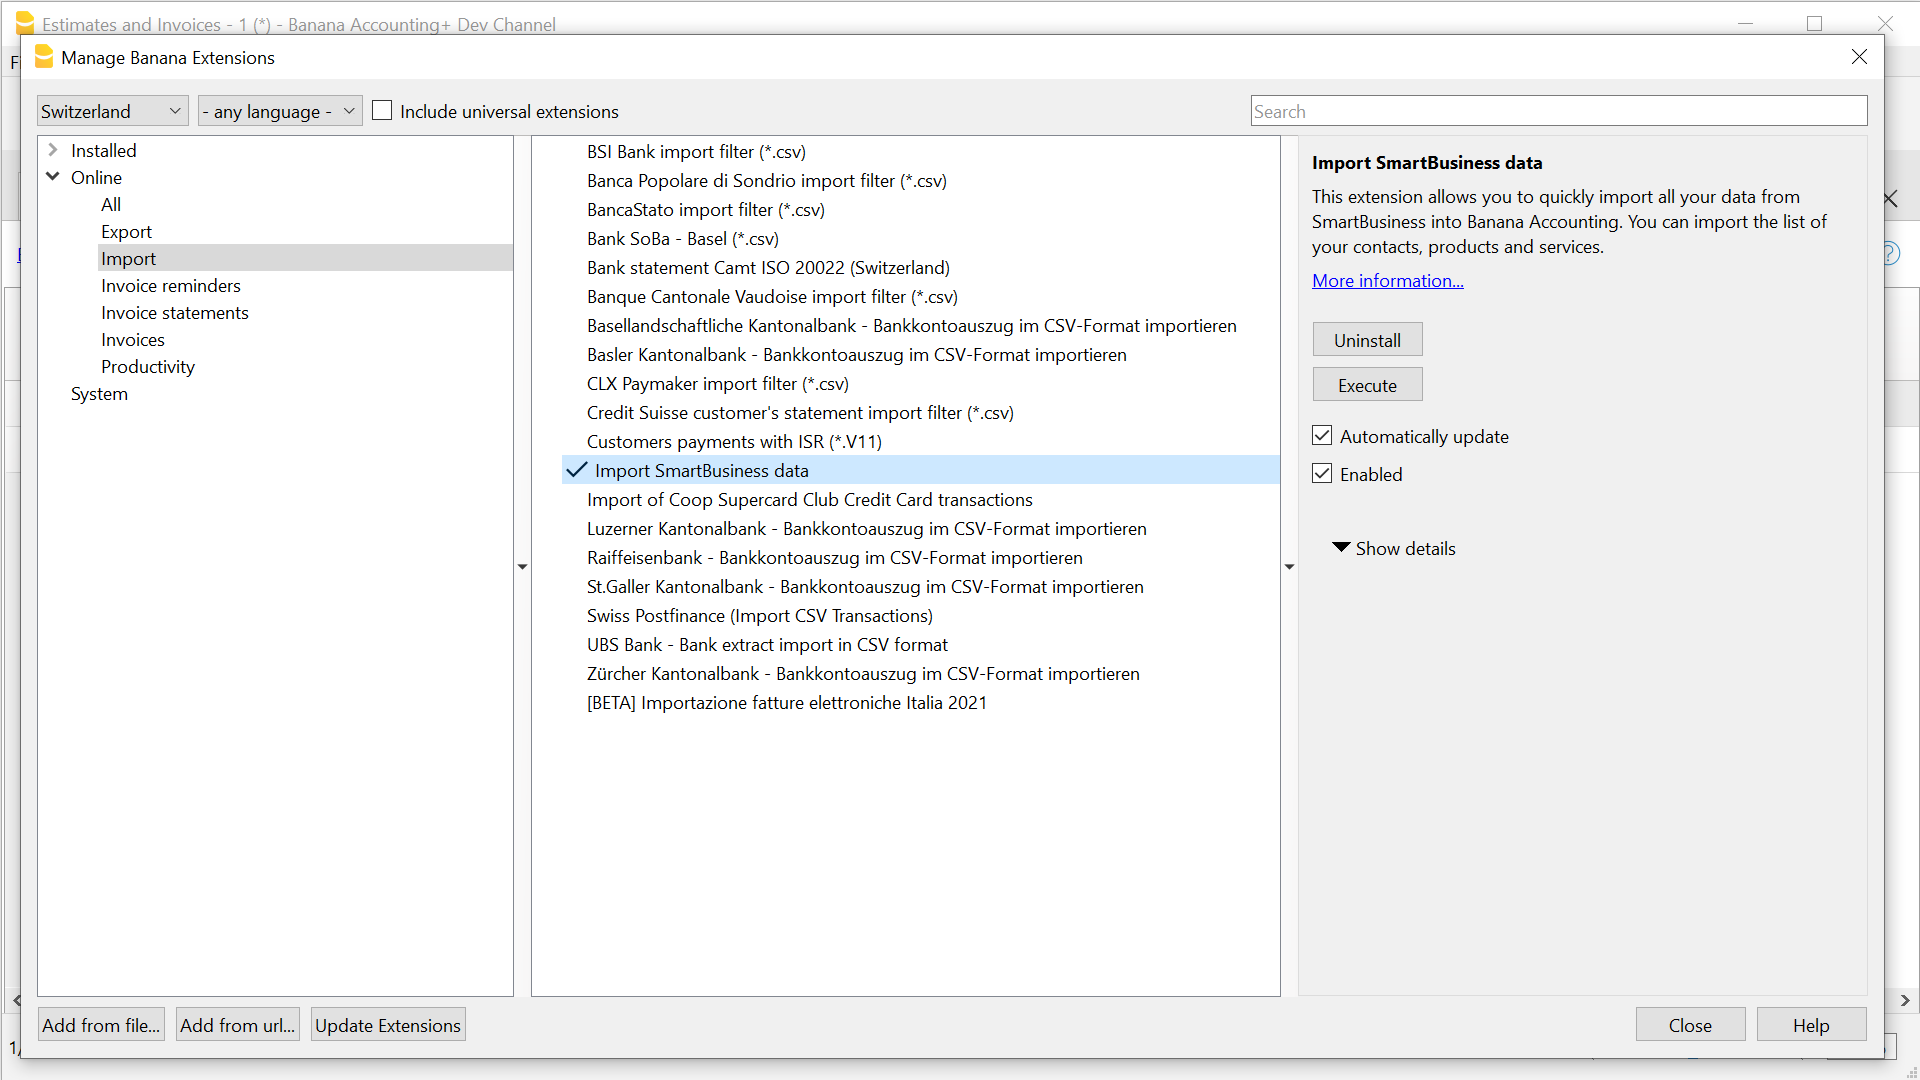 Estimates and Invoices - 1 (*) - Banana Accounting+ Dev Channel
Manage Banana Extensions
Switzerland
- any language -
Include universal extensions
Search
Installed
Online
All
Export
Import
Invoice reminders
Invoice statements
Invoices
Productivity
System
BSI Bank import filter (*.csv)
Banca Popolare di Sondrio import filter (*.csv)
BancaStato import filter (*.csv)
Bank SoBa - Basel (*.csv)
Bank statement Camt ISO 20022 (Switzerland)
Banque Cantonale Vaudoise import filter (*.csv)
Basellandschaftliche Kantonalbank - Bankkontoauszug im CSV-Format importieren
Basler Kantonalbank - Bankkontoauszug im CSV-Format importieren
CLX Paymaker import filter (*.csv)
Credit Suisse customer's statement import filter (*.csv)
Customers payments with ISR (*.V11)
Import SmartBusiness data
Import of Coop Supercard Club Credit Card transactions
Luzerner Kantonalbank - Bankkontoauszug im CSV-Format importieren
Raiffeisenbank - Bankkontoauszug im CSV-Format importieren
St.Galler Kantonalbank - Bankkontoauszug im CSV-Format importieren
Swiss Postfinance (Import CSV Transactions)
UBS Bank - Bank extract import in CSV format
Zürcher Kantonalbank - Bankkontoauszug im CSV-Format importieren
[BETA] Importazione fatture elettroniche Italia 2021
Import SmartBusiness data
This extension allows you to quickly import all your data from
SmartBusiness into Banana Accounting. You can import the list of
your contacts, products and services.
More information...
Uninstall
Execute
Automatically update
Enabled
Show details
Add from file...
Add from url...
Update Extensions
Close
Help